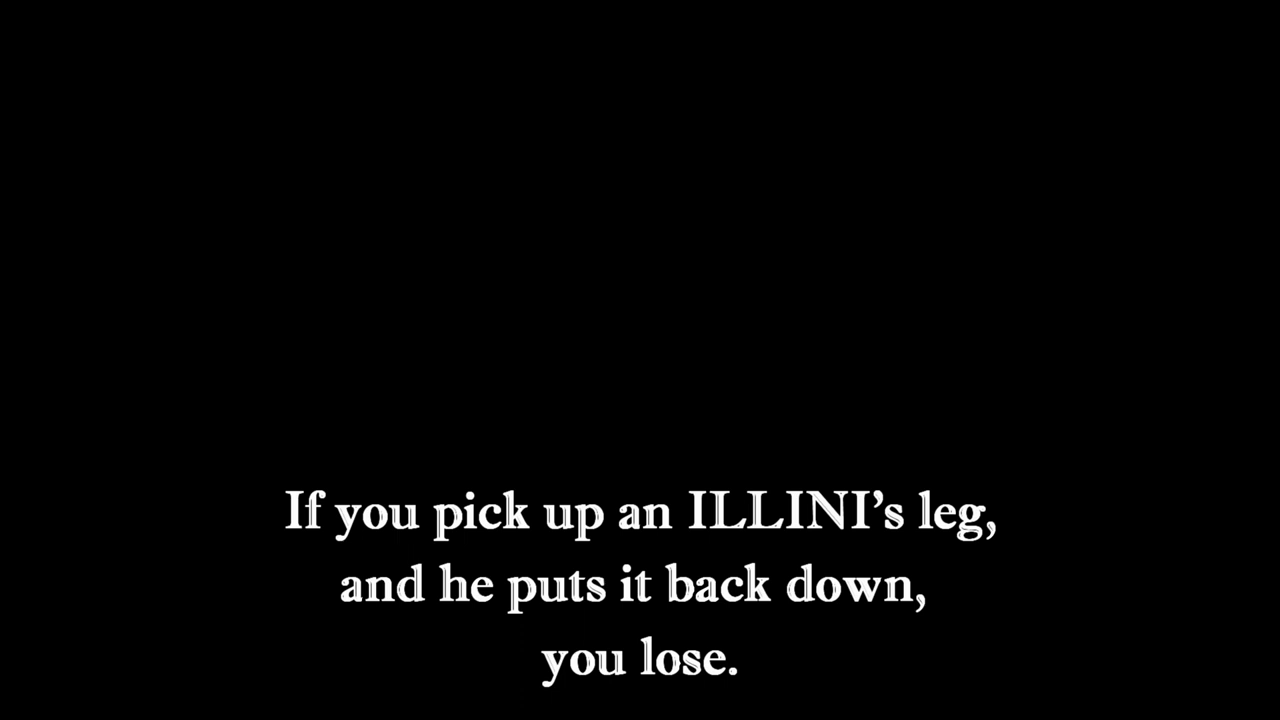 If you pick up an ILLINI’s leg,
and he puts it back down,
you lose.